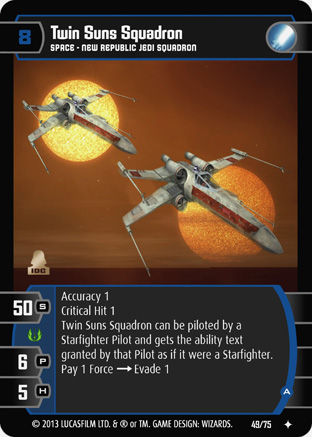 8 Twin Suns Squadron
SPACE - NEW REPUBLIC JEDI SQUADRON
IDC
50 S
6 P
5 H
Accuracy 1
Critical Hit 1
Twin Suns Squadron can be piloted by a
Starfighter Pilot and gets the ability text
granted by that Pilot as if it were a Starfighter.
Pay 1 Force → Evade 1
A
© 2013 LUCASFILM LTD. & ® or TM. GAME DESIGN: WIZARDS. 49/75